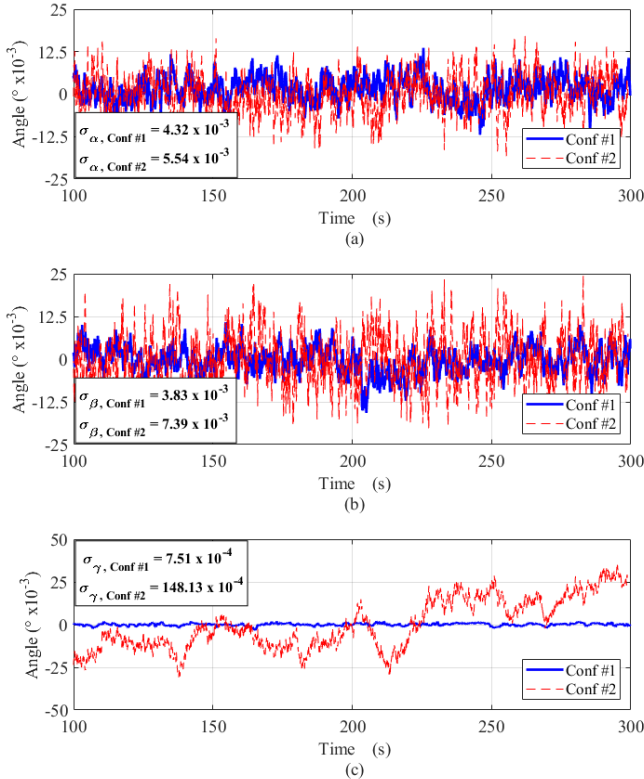 25
12.5
0
-12.5
-25
Angle (° x10-3)
σα, Conf #1 = 4.32 x 10-3
σα, Conf #2 = 5.54 x 10-3
Conf #1
Conf #2
100 150 200 250 300
Time (s)
(a)
25
12.5
0
-12.5
-25
Angle (° x10-3)
σβ, Conf #1 = 3.83 x 10-3
σβ, Conf #2 = 7.39 x 10-3
Conf #1
Conf #2
100 150 200 250 300
Time (s)
(b)
50
25
0
-25
-50
Angle (° x10-3)
σγ, Conf #1 = 7.51 x 10-4
σγ, Conf #2 = 148.13 x 10-4
Conf #1
Conf #2
100 150 200 250 300
Time (s)
(c)